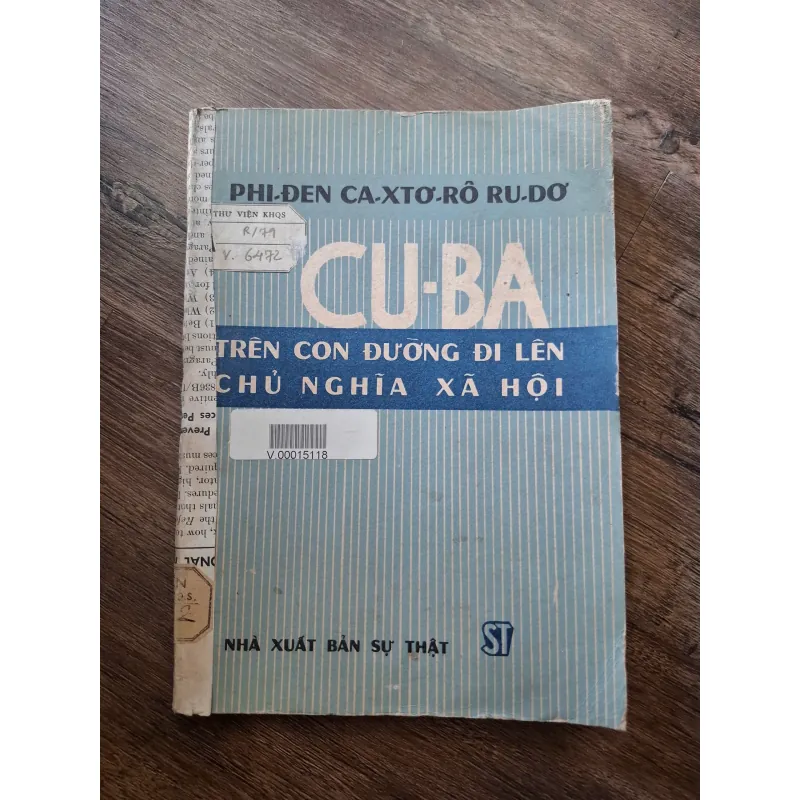 PHI-ĐEN CA-XTƠ-RÔ RU-DƠ
THƯ VIỆN KHQS
R/79
V. 6472
CU-BA
TRÊN CON ĐƯỜNG ĐI LÊN
CHỦ NGHĨA XÃ HỘI
V 00015118
NHÀ XUẤT BẢN SỰ THẬT
ST